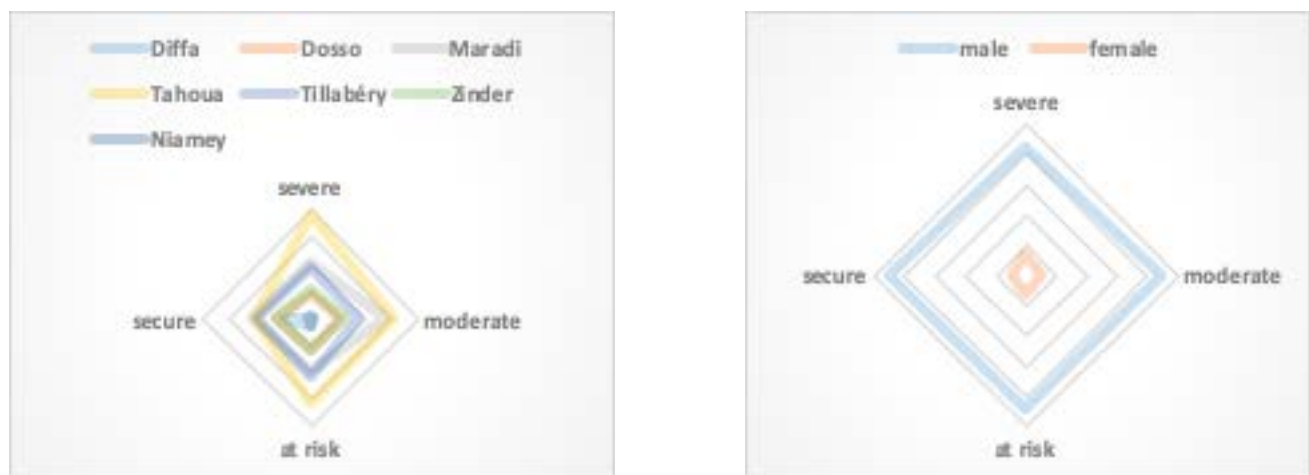 Diffa Dosso Maradi
Tahoua Tillabéry Zinder
Niamey
severe
secure moderate
at risk
male female
severe
secure moderate
at risk